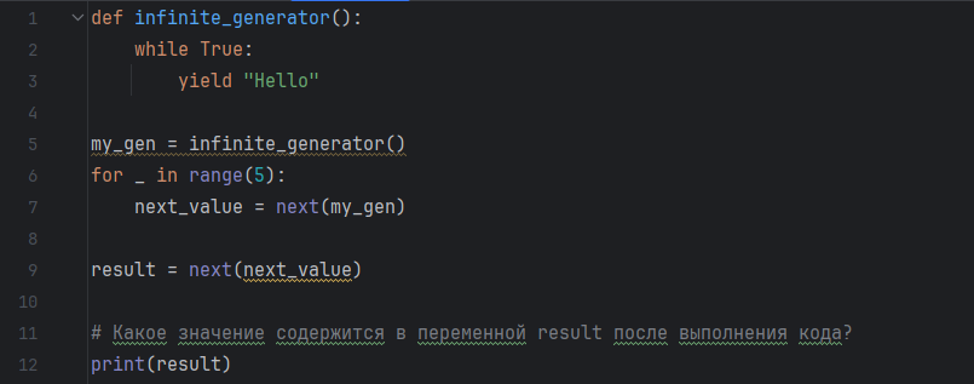 1 def infinite_generator():
2 while True:
3 yield "Hello"
4
5 my_gen = infinite_generator()
6 for _ in range(5):
7 next_value = next(my_gen)
8
9 result = next(next_value)
10
11 # Какое значение содержится в переменной result после выполнения кода?
12 print(result)